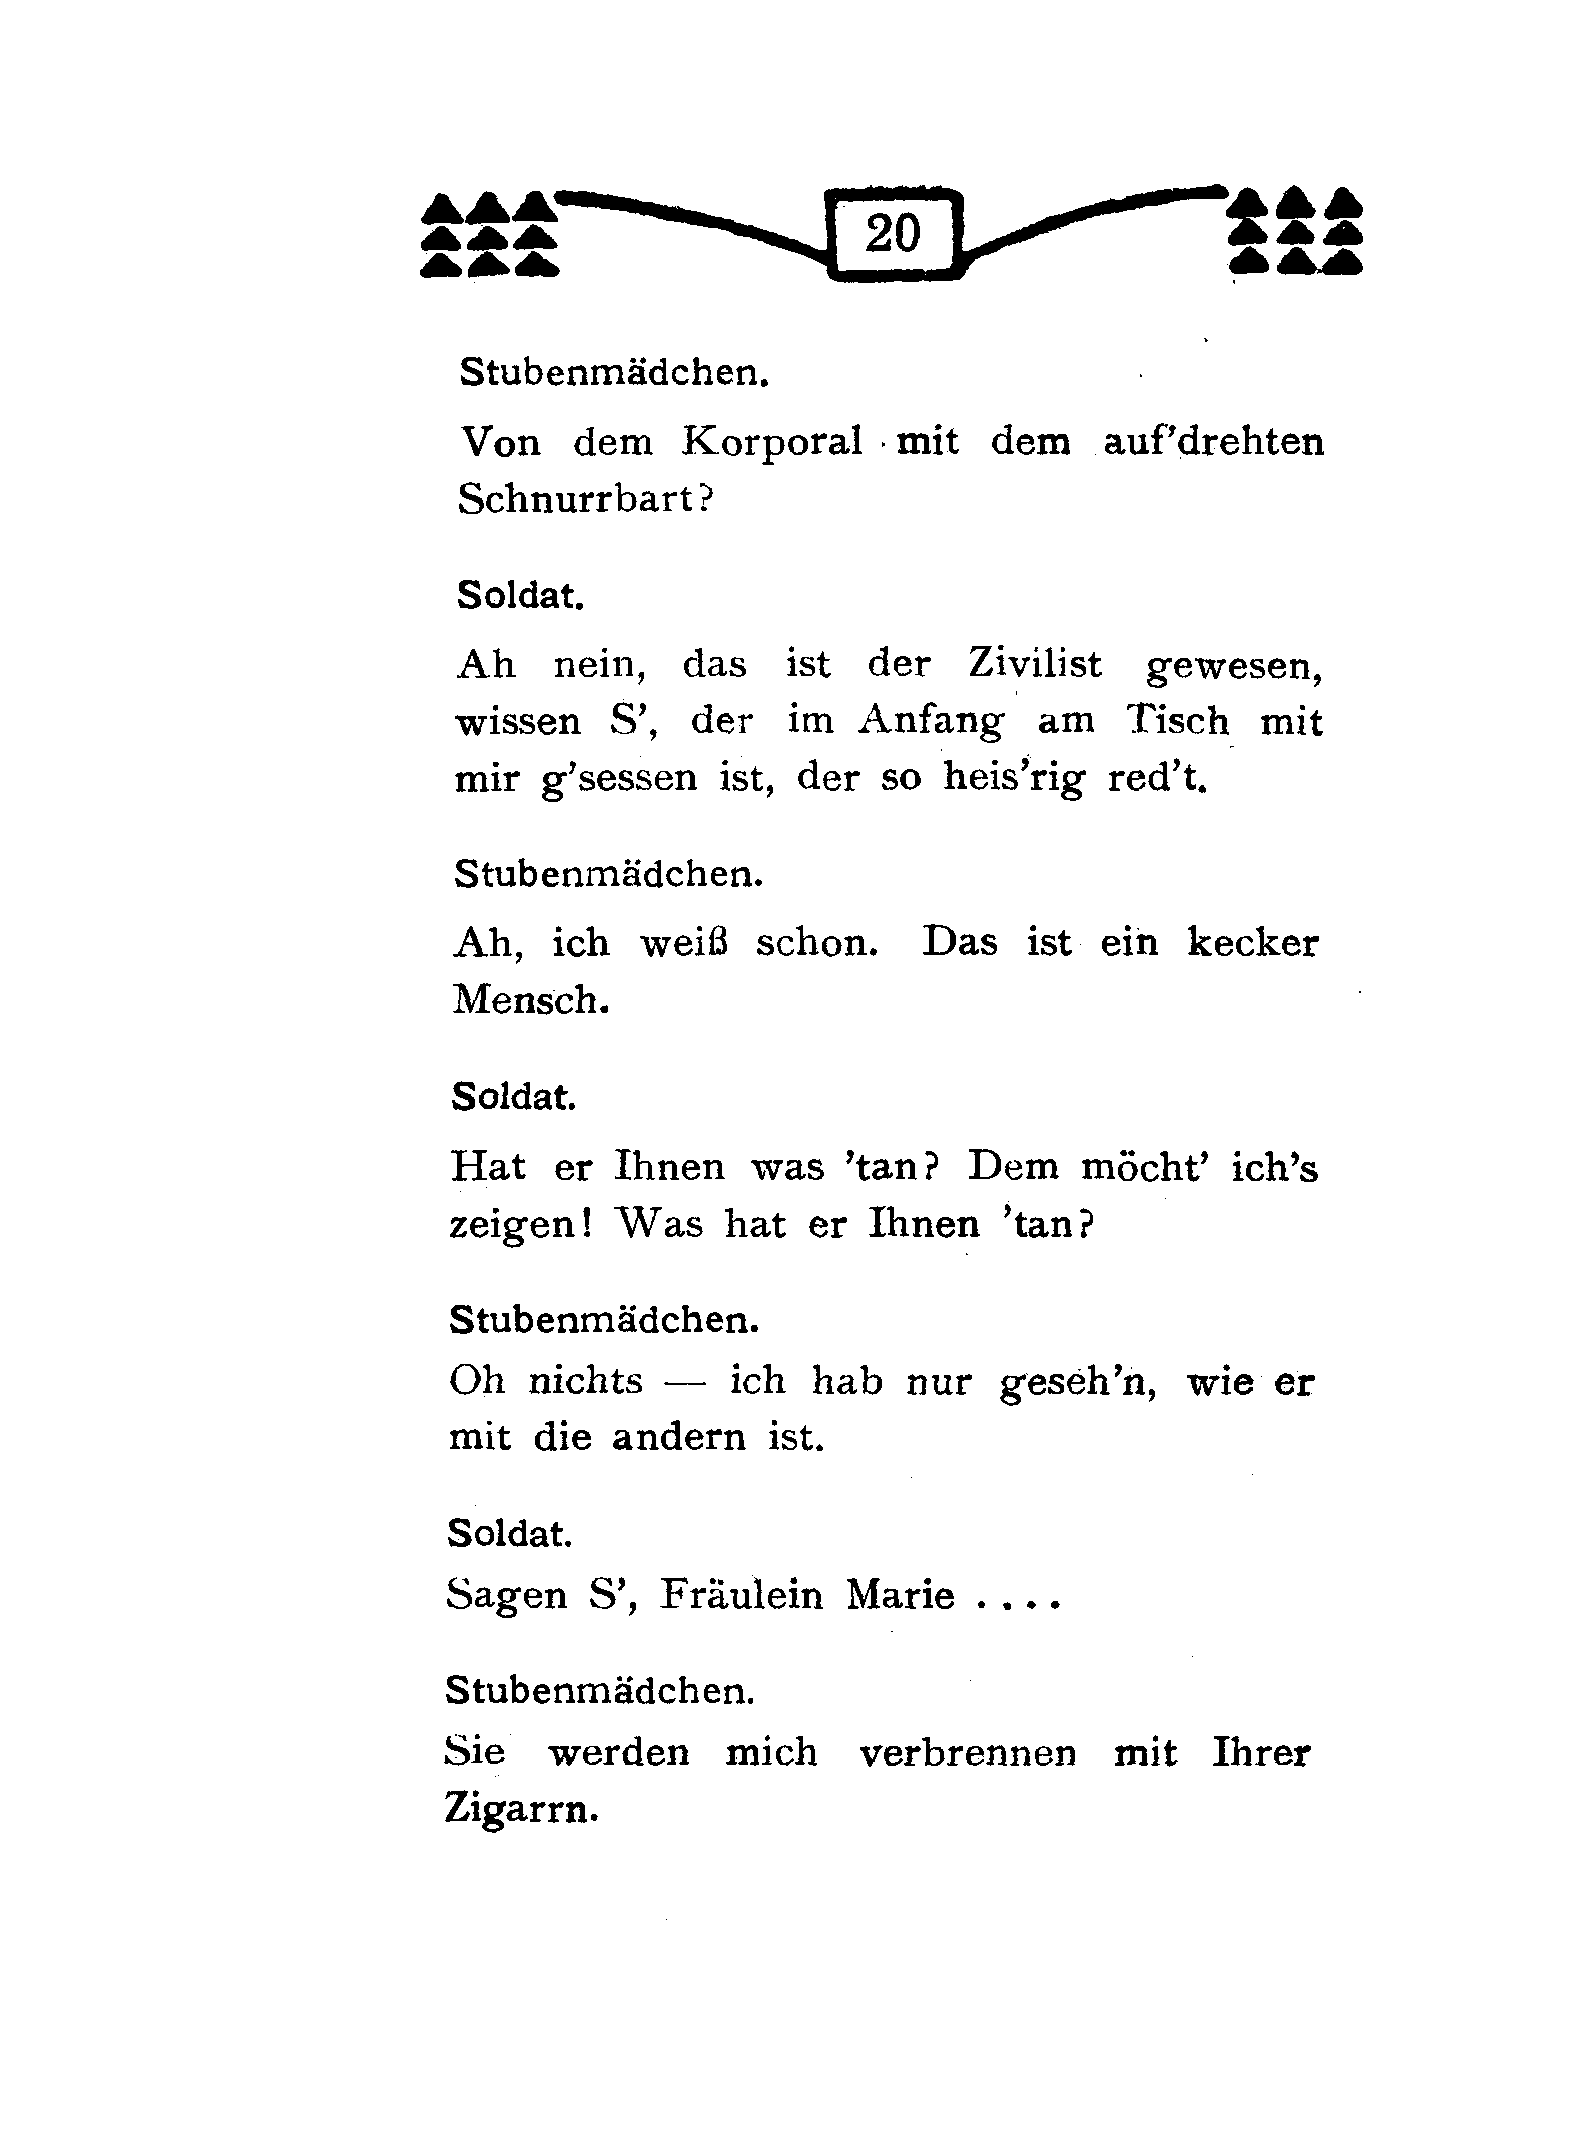 20
Stubenmädchen.
Von dem Korporal mit dem auf’drehten
Schnurrbart?
Soldat.
Ah nein, das ist der Zivilist gewesen,
wissen S’, der im Anfang am Tisch mit
mir g’sessen ist, der so heis’rig red’t.
Stubenmädchen.
Ah, ich weiß schon. Das ist ein kecker
Mensch.
Soldat.
Hat er Ihnen was ’tan? Dem möcht’ ich’s
zeigen! Was hat er Ihnen ’tan?
Stubenmädchen.
Oh nichts — ich hab nur geseh’n, wie er
mit die andern ist.
Soldat.
Sagen S’, Fräulein Marie . . . .
Stubenmädchen.
Sie werden mich verbrennen mit Ihrer
Zigarrn.